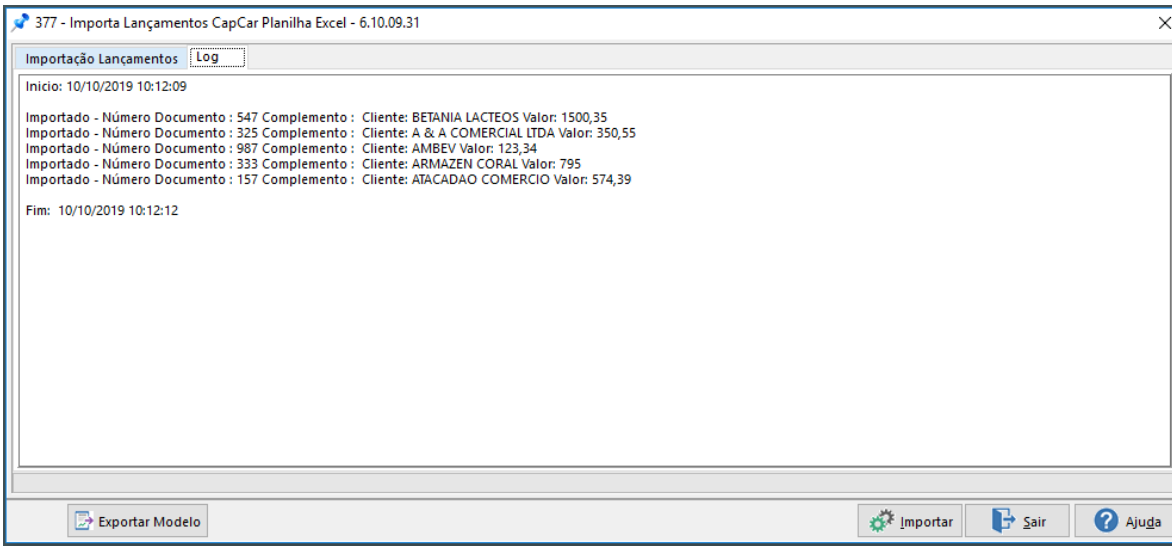 377 - Importa Lançamentos CapCar Planilha Excel - 6.10.09.31
Importação Lançamentos
Log
Inicio: 10/10/2019 10:12:09
Importado - Número Documento : 547 Complemento :  Cliente: BETANIA LACTEOS Valor: 1500,35
Importado - Número Documento : 325 Complemento :  Cliente: A & A COMERCIAL LTDA Valor: 350,55
Importado - Número Documento : 987 Complemento :  Cliente: AMBEV Valor: 123,34
Importado - Número Documento : 333 Complemento :  Cliente: ARMAZEN CORAL Valor: 795
Importado - Número Documento : 157 Complemento :  Cliente: ATACADAO COMERCIO Valor: 574,39
Fim:  10/10/2019 10:12:12
Exportar Modelo
Importar
Sair
Ajuda